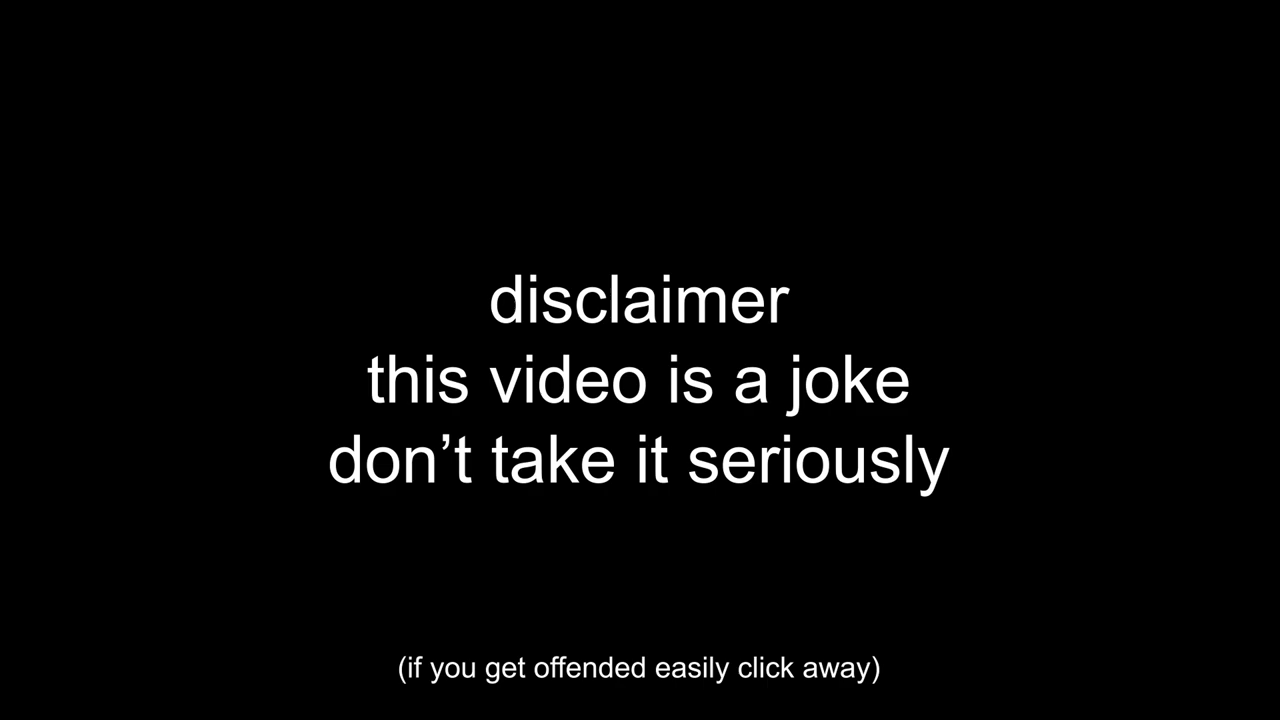 disclaimer
this video is a joke
don’t take it seriously
(if you get offended easily click away)